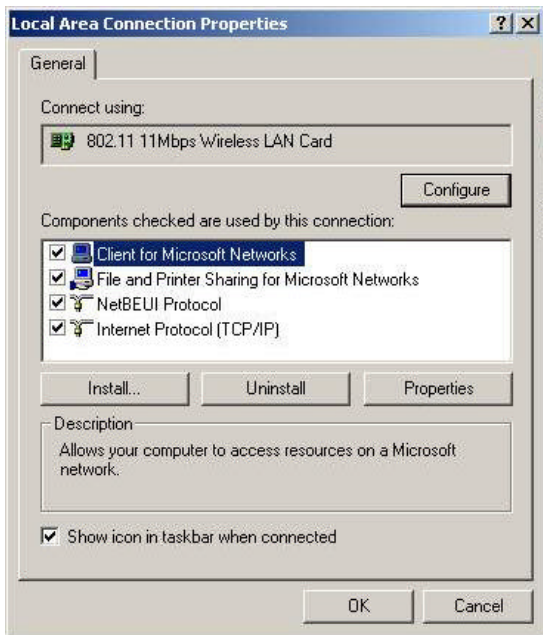 Local Area Connection Properties
General
Connect using:
802.11 11Mbps Wireless LAN Card
Configure
Components checked are used by this connection:
Client for Microsoft Networks
File and Printer Sharing for Microsoft Networks
NetBEUI Protocol
Internet Protocol (TCP/IP)
Install... Uninstall Properties
Description
Allows your computer to access resources on a Microsoft
network.
Show icon in taskbar when connected
OK Cancel